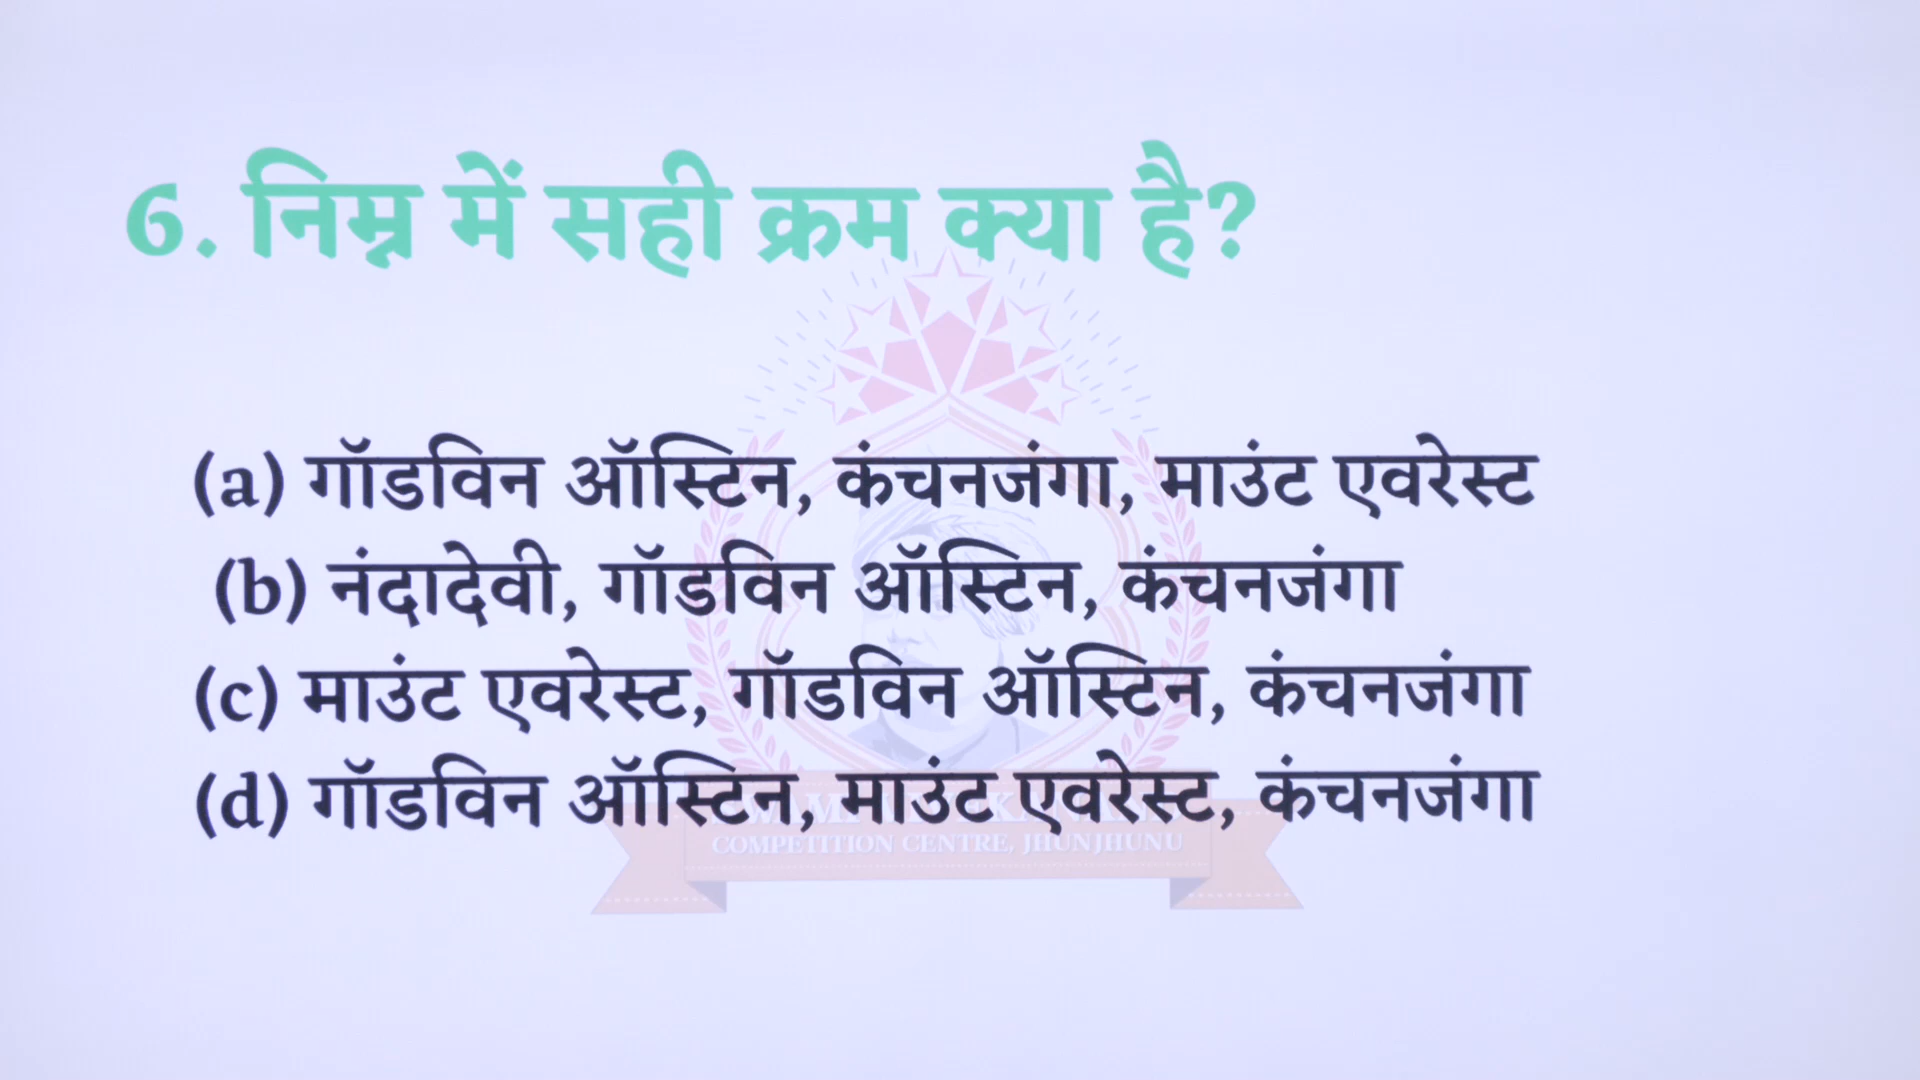 6. निम्न में सही क्रम क्या है?
(a) गॉडविन ऑस्टिन, कंचनजंगा, माउंट एवरेस्ट
(b) नंदादेवी, गॉडविन ऑस्टिन, कंचनजंगा
(c) माउंट एवरेस्ट, गॉडविन ऑस्टिन, कंचनजंगा
(d) गॉडविन ऑस्टिन, माउंट एवरेस्ट, कंचनजंगा
COMPETITION CENTRE, JHUNJHUNU